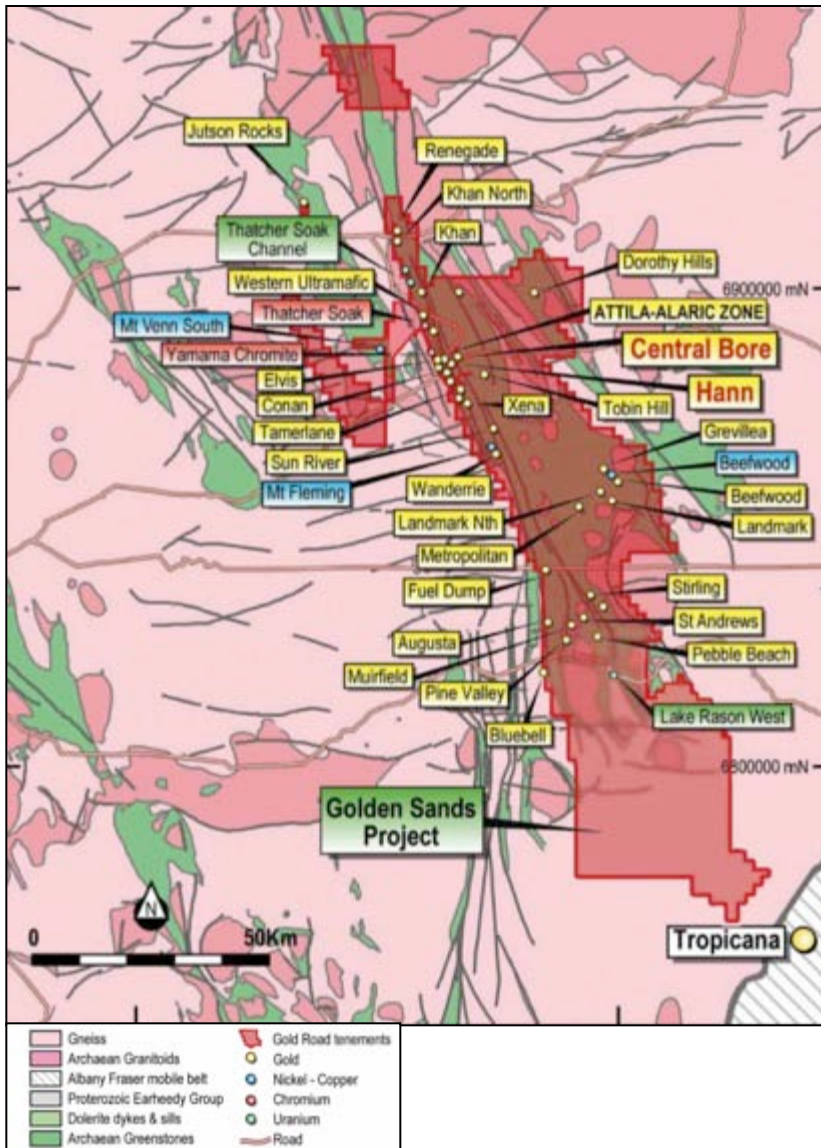 Jutson Rocks
Renegade
Khan North
Thatcher Soak
Channel
Khan
Western Ultramafic
Dorothy Hills
6900000 mN
Thatcher Soak
Mt Venn South
ATTILA-ALARIC ZONE
Yamama Chromite
Central Bore
Elvis
Hann
Conan
Xena
Tobin Hill
Tamerlane
Grevillea
Sun River
Beefwood
Mt Fleming
Wanderrie
Beefwood
Landmark Nth
Landmark
Metropolitan
Fuel Dump
Stirling
St Andrews
Augusta
Pebble Beach
Muirfield
Pine Valley
Lake Rason West
Bluebell
6800000 mN
Golden Sands
Project
N
0 50Km
Tropicana
Gneiss
Archaean Granitoids
Albany Fraser mobile belt
Proterozoic Earheedy Group
Dolerite dykes & sills
Archaean Greenstones
Gold Road tenements
Gold
Nickel - Copper
Chromium
Uranium
Road